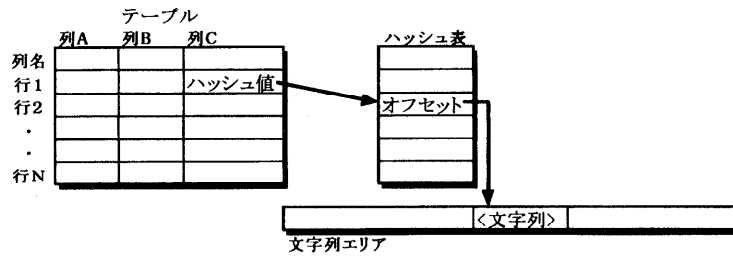 テーブル
列A 列B 列C
ハッシュ表
列名
行1
ハッシュ値
行2
オフセット
・
・
行N
<文字列>
文字列エリア